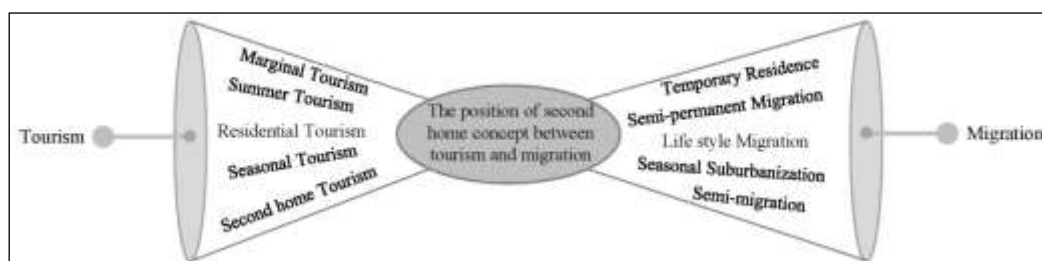 Tourism
Marginal Tourism
Summer Tourism
Residential Tourism
Seasonal Tourism
Second home Tourism
The position of second
home concept between
tourism and migration
Temporary Residence
Semi-permanent Migration
Life style Migration
Seasonal Suburbanization
Semi-migration
Migration